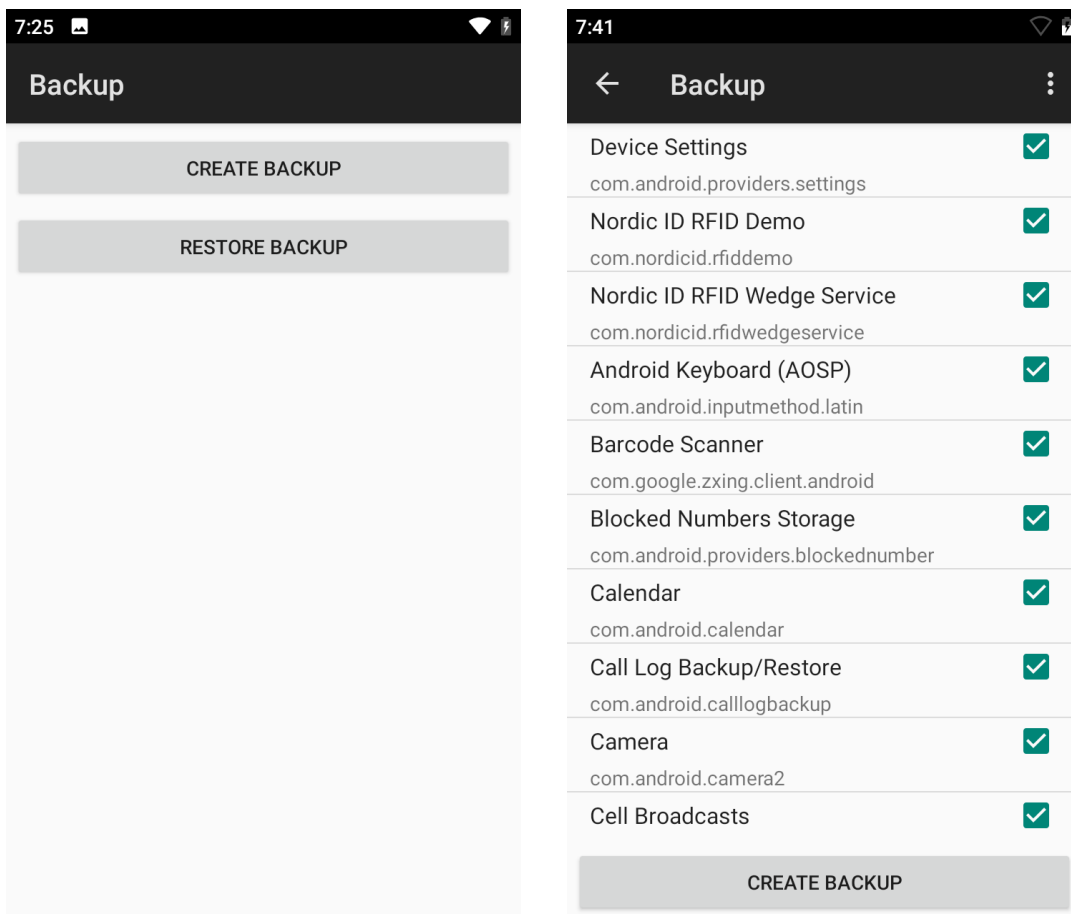 7:25
Backup
CREATE BACKUP
RESTORE BACKUP
7:41
Backup
Device Settings
com.android.providers.settings
Nordic ID RFID Demo
com.nordicid.rfiddemo
Nordic ID RFID Wedge Service
com.nordicid.rfidwedgeservice
Android Keyboard (AOSP)
com.android.inputmethod.latin
Barcode Scanner
com.google.zxing.client.android
Blocked Numbers Storage
com.android.providers.blockednumber
Calendar
com.android.calendar
Call Log Backup/Restore
com.android.calllogbackup
Camera
com.android.camera2
Cell Broadcasts
CREATE BACKUP